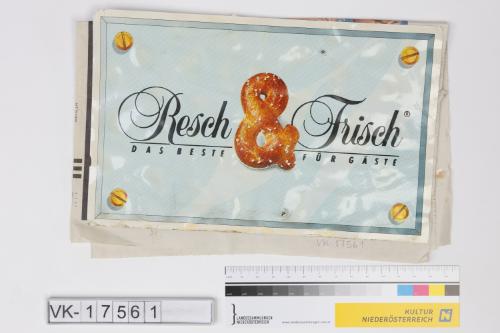 Resch & Frisch®
DAS BESTE FÜR GÄSTE
VK 17561
VK-17561
LANDESSAMMLUNGEN
NIEDERÖSTERREICH
KULTUR
NIEDERÖSTERREICH